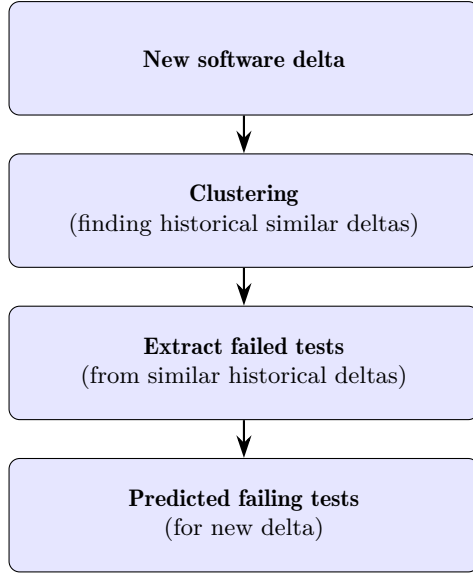 New software delta
Clustering
(finding historical similar deltas)
Extract failed tests
(from similar historical deltas)
Predicted failing tests
(for new delta)